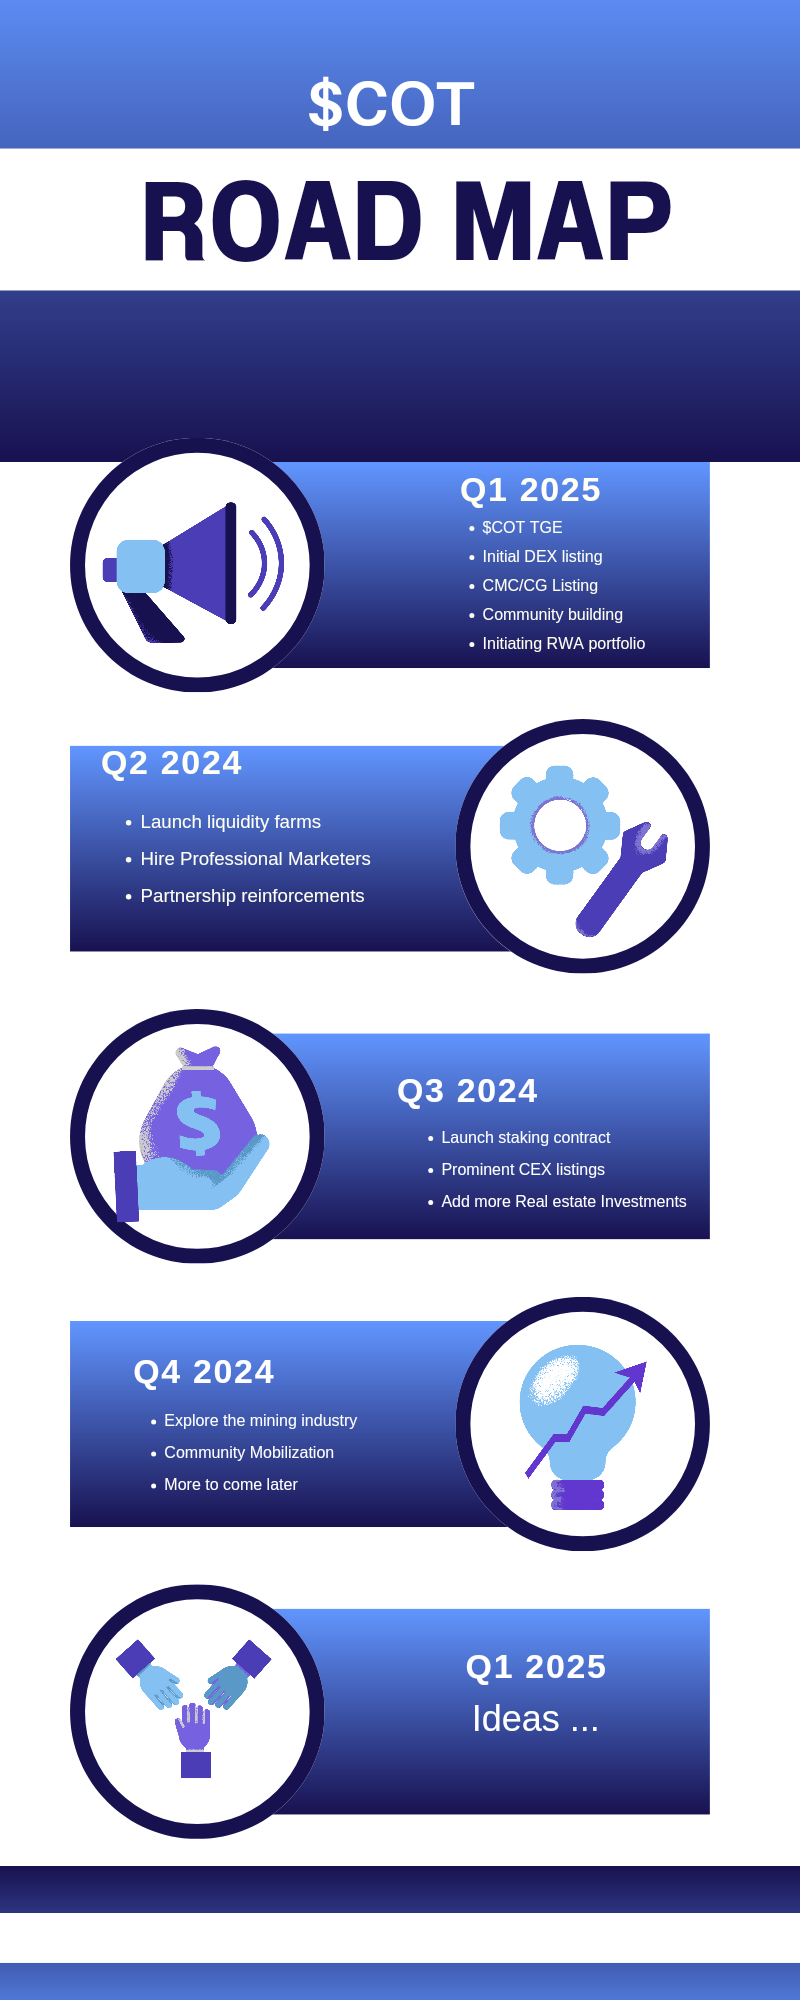 $COT
ROAD MAP
Q1 2025
• $COT TGE
• Initial DEX listing
• CMC/CG Listing
• Community building
• Initiating RWA portfolio
Q2 2024
• Launch liquidity farms
• Hire Professional Marketers
• Partnership reinforcements
$
Q3 2024
• Launch staking contract
• Prominent CEX listings
• Add more Real estate Investments
Q4 2024
• Explore the mining industry
• Community Mobilization
• More to come later
Q1 2025
Ideas ...